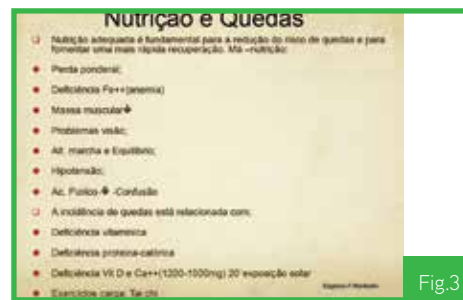 Nutrição e Quedas
Nutrição adequada é fundamental para a redução do risco de quedas e para
fomentar uma mais rápida recuperação. Má –nutrição:
Perda ponderal;
Deficiência Fe++(anemia)
Massa muscular
Problemas visão;
Alt. marcha e Equilíbrio;
Hipotensão;
Ac. Fólico - Confusão
A incidência de quedas está relacionada com:
Deficiência vitamínica
Deficiência proteina-calórica
Deficiência Vit D e Ca++(1200-1000mg) 20' exposição solar
Exercícios carga: Tai chi
Fig.3